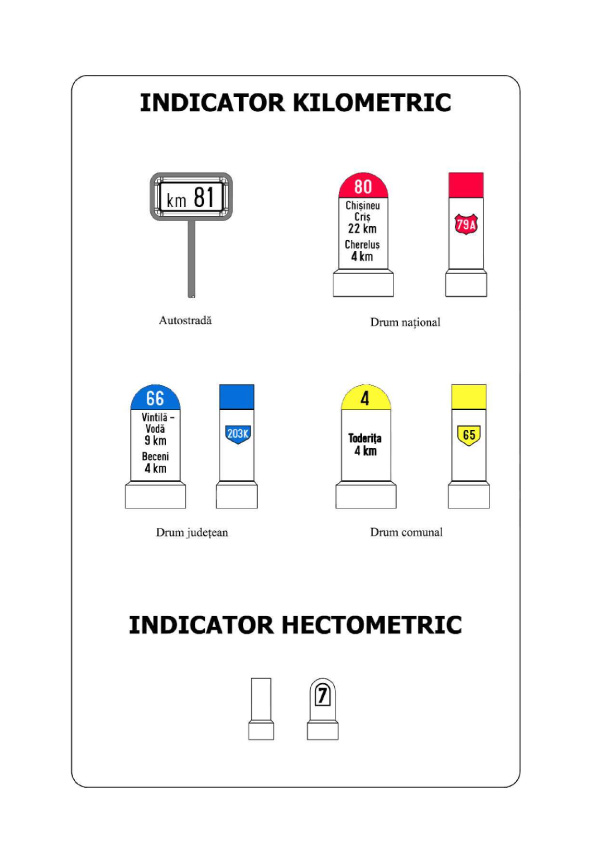 INDICATOR KILOMETRIC
km 81
80
Chișineu
Criș
22 km
Cherelus
4 km
79A
Autostradă
Drum național
66
Vintilă –
Vodă
9 km
Beceni
4 km
203K
4
Toderița
4 km
65
Drum județean
Drum comunal
INDICATOR HECTOMETRIC
7